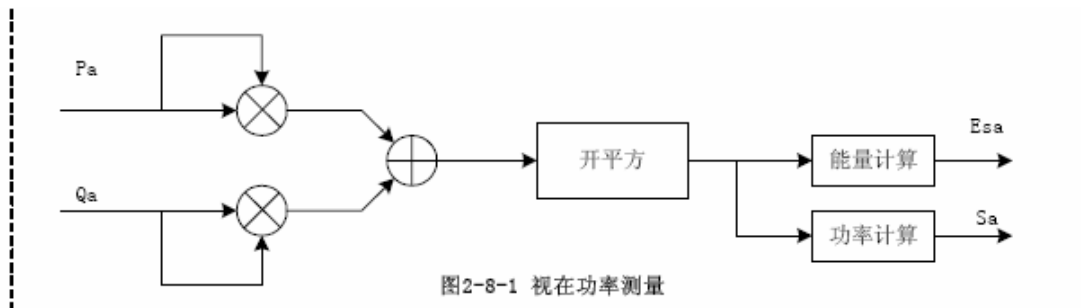 Pa
Qa
开平方
能量计算
功率计算
Esa
Sa
图2-8-1 视在功率测量